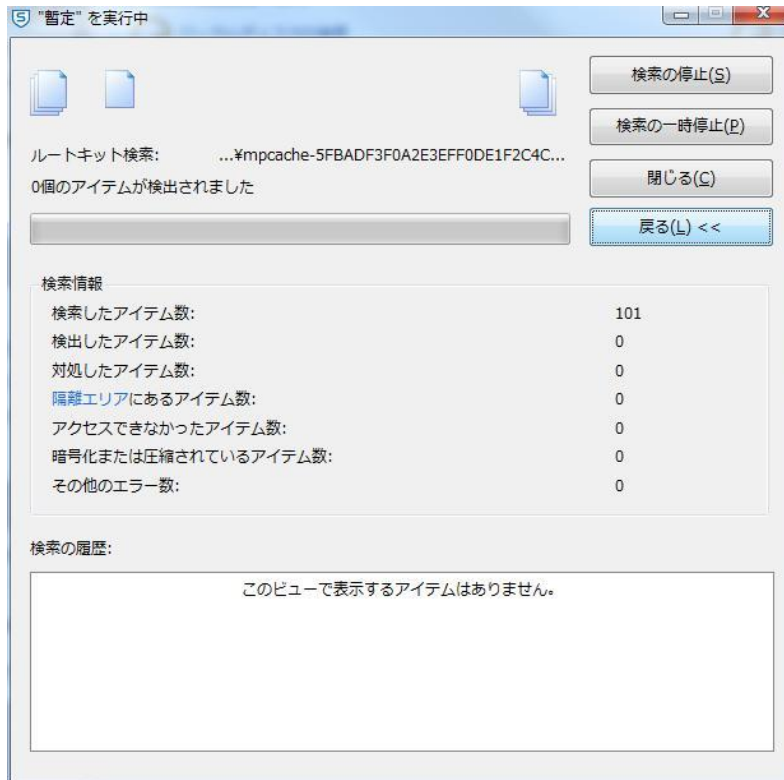 "暫定" を実行中
検索の停止(S)
検索の一時停止(P)
ルートキット検索: ...¥mpcache-5FBADF3F0A2E3EFF0DE1F2C4C...
閉じる(C)
0個のアイテムが検出されました
戻る(L) <<
検索情報
検索したアイテム数: 101
検出したアイテム数: 0
対処したアイテム数: 0
隔離エリアにあるアイテム数: 0
アクセスできなかったアイテム数: 0
暗号化または圧縮されているアイテム数: 0
その他のエラー数: 0
検索の履歴:
このビューで表示するアイテムはありません。